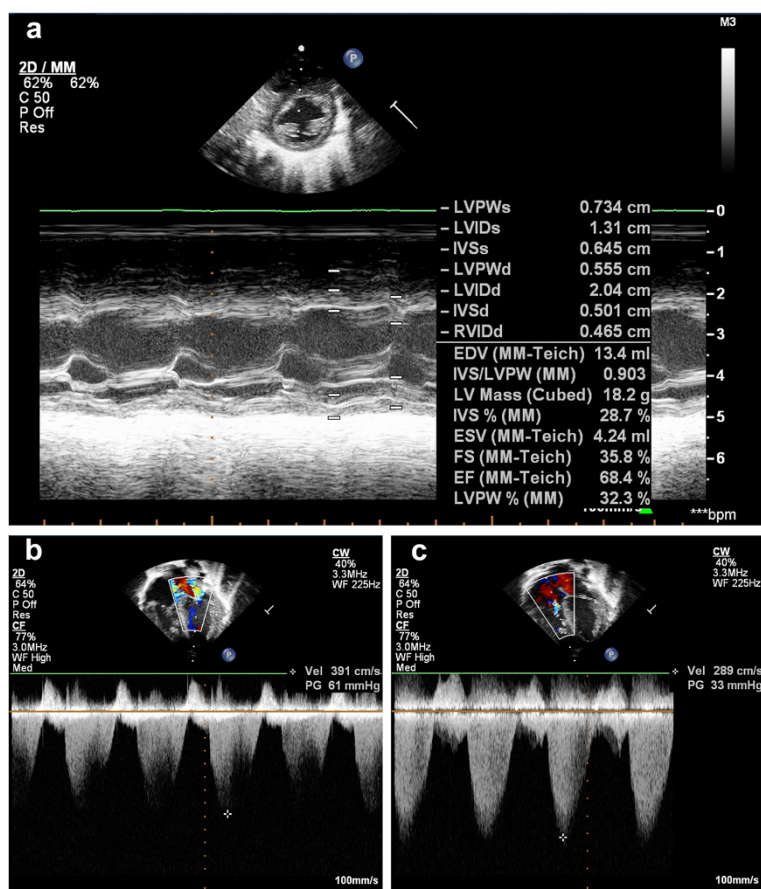 a
M3
P
2D / MM
62% 62%
C 50
P Off
Res
LVPWs 0.734 cm
LVIDs 1.31 cm
IVSs 0.645 cm
LVPWd 0.555 cm
LVIDd 2.04 cm
IVSd 0.501 cm
RVIDd 0.465 cm
EDV (MM-Teich) 13.4 ml
IVS/LVPW (MM) 0.903
LV Mass (Cubed) 18.2 g
IVS % (MM) 28.7 %
ESV (MM-Teich) 4.24 ml
FS (MM-Teich) 35.8 %
EF (MM-Teich) 68.4 %
LVPW % (MM) 32.3 %
0
1
2
3
4
5
6
100mm/s
***bpm
b
2D
64%
C 50
P Off
Res
CF
77%
3.0MHz
WF High
Med
CW
40%
3.3MHz
WF 225Hz
P
Vel 391 cm/s
PG 61 mmHg
100mm/s
c
2D
64%
C 50
P Off
Res
CF
77%
3.0MHz
WF High
Med
CW
40%
3.3MHz
WF 225Hz
P
Vel 289 cm/s
PG 33 mmHg
100mm/s